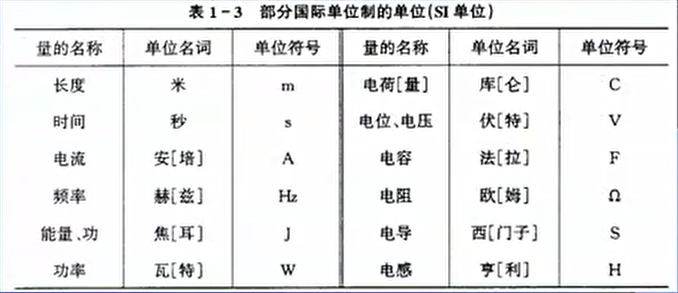 表 1-3 部分国际单位制的单位(SI 单位)
量的名称 单位名词 单位符号 量的名称 单位名词 单位符号
长度 米 m 电荷[量] 库[仑] C
时间 秒 s 电位、电压 伏[特] V
电流 安[培] A 电容 法[拉] F
频率 赫[兹] Hz 电阻 欧[姆] Ω
能量、功 焦[耳] J 电导 西[门子] S
功率 瓦[特] W 电感 亨[利] H